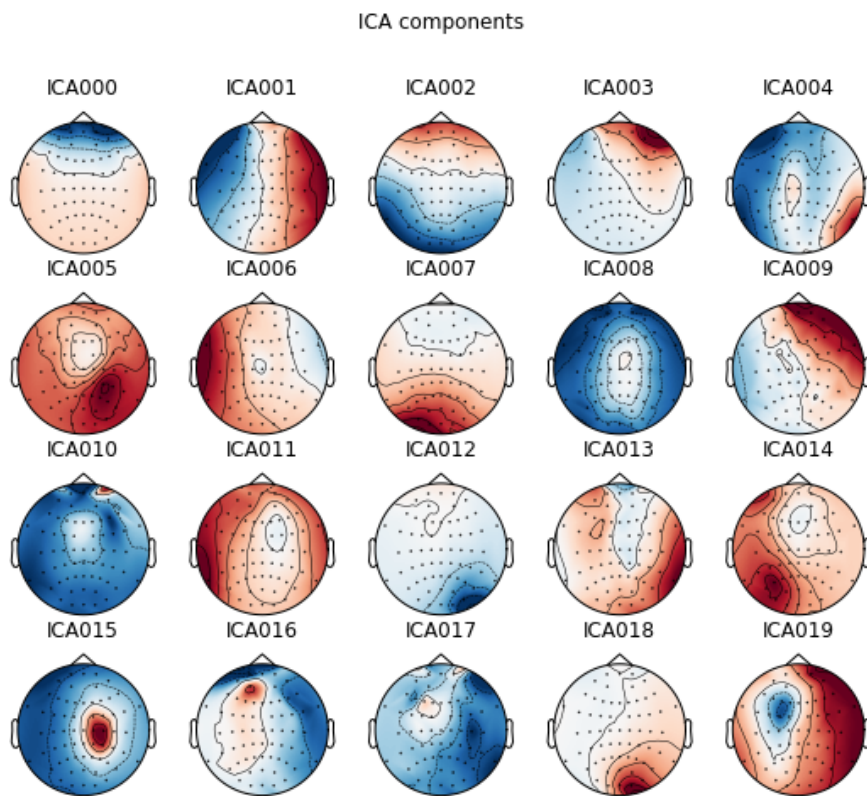 ICA components
ICA000 ICA001 ICA002 ICA003 ICA004
ICA005 ICA006 ICA007 ICA008 ICA009
ICA010 ICA011 ICA012 ICA013 ICA014
ICA015 ICA016 ICA017 ICA018 ICA019